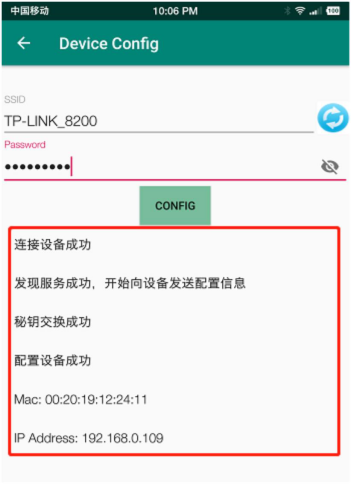 中国移动
10:06 PM
100
Device Config
SSID
TP-LINK_8200
Password
•••••••••
CONFIG
连接设备成功
发现服务成功，开始向设备发送配置信息
秘钥交换成功
配置设备成功
Mac: 00:20:19:12:24:11
IP Address: 192.168.0.109